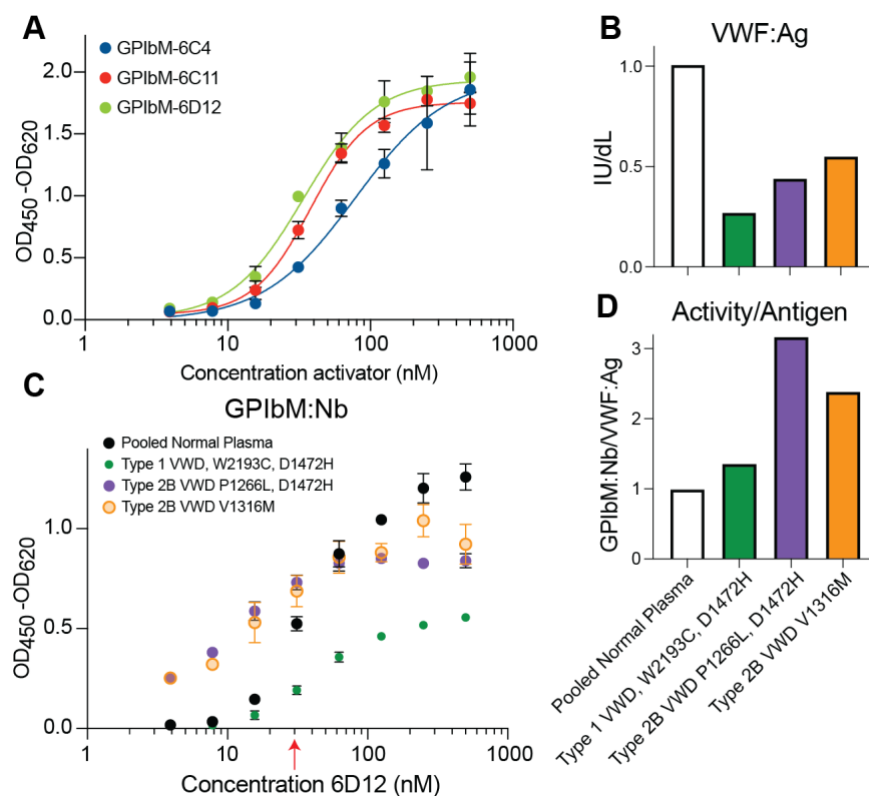 A
GPIbM-6C4
GPIbM-6C11
GPIbM-6D12
OD450 -OD620
2.0
1.5
1.0
0.5
0.0
1
10
100
1000
Concentration activator (nM)
B
VWF:Ag
IU/dL
1.0
0.5
0.0
C
GPIbM:Nb
Pooled Normal Plasma
Type 1 VWD, W2193C, D1472H
Type 2B VWD P1266L, D1472H
Type 2B VWD V1316M
OD450-OD620
1.0
0.5
0.0
1
10
100
1000
Concentration 6D12 (nM)
D
Activity/Antigen
GPIbM:Nb/VWF:Ag
3
2
1
0
Pooled Normal Plasma
Type 1 VWD, W2193C, D1472H
Type 2B VWD P1266L, D1472H
Type 2B VWD V1316M